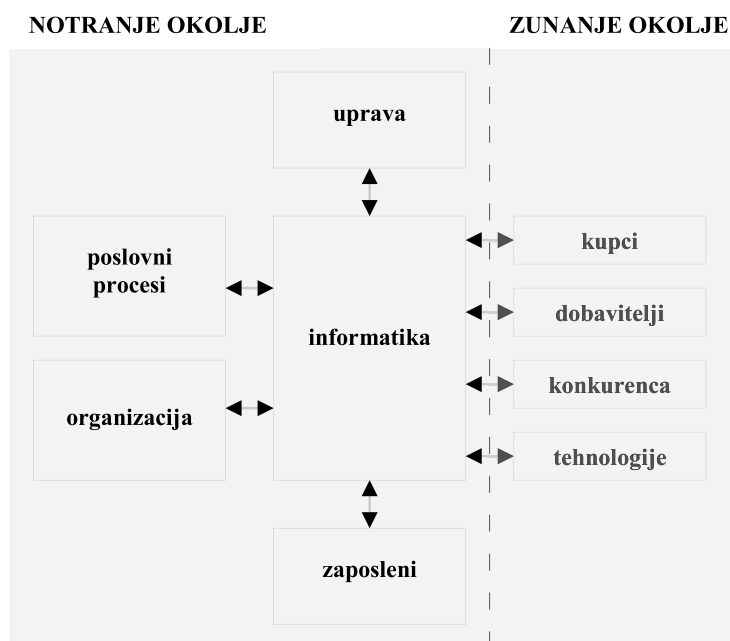 NOTRANJE OKOLJE
ZUNANJE OKOLJE
uprava
poslovni
procesi
organizacija
informatika
zaposleni
kupci
dobavitelji
konkurenca
tehnologije